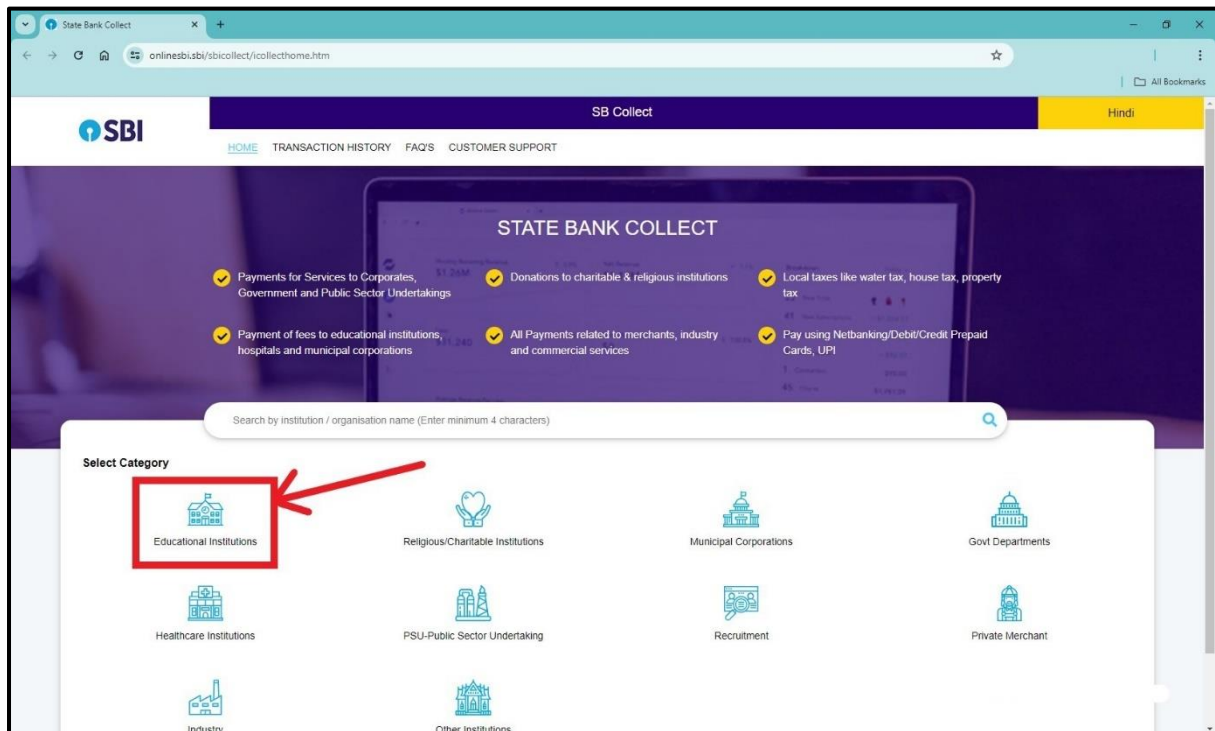 State Bank Collect
onlinesbi.sbi/sbicollect/icollecthome.htm
All Bookmarks
SBI
SB Collect
Hindi
HOME TRANSACTION HISTORY FAQ'S CUSTOMER SUPPORT
STATE BANK COLLECT
Payments for Services to Corporates,
Government and Public Sector Undertakings
Donations to charitable & religious institutions
Local taxes like water tax, house tax, property
tax
Payment of fees to educational institutions,
hospitals and municipal corporations
All Payments related to merchants, industry
and commercial services
Pay using Netbanking/Debit/Credit Prepaid
Cards, UPI
Search by institution / organisation name (Enter minimum 4 characters)
Select Category
Educational Institutions
Religious/Charitable Institutions
Municipal Corporations
Govt Departments
Healthcare Institutions
PSU-Public Sector Undertaking
Recruitment
Private Merchant
Industry
Other Institutions